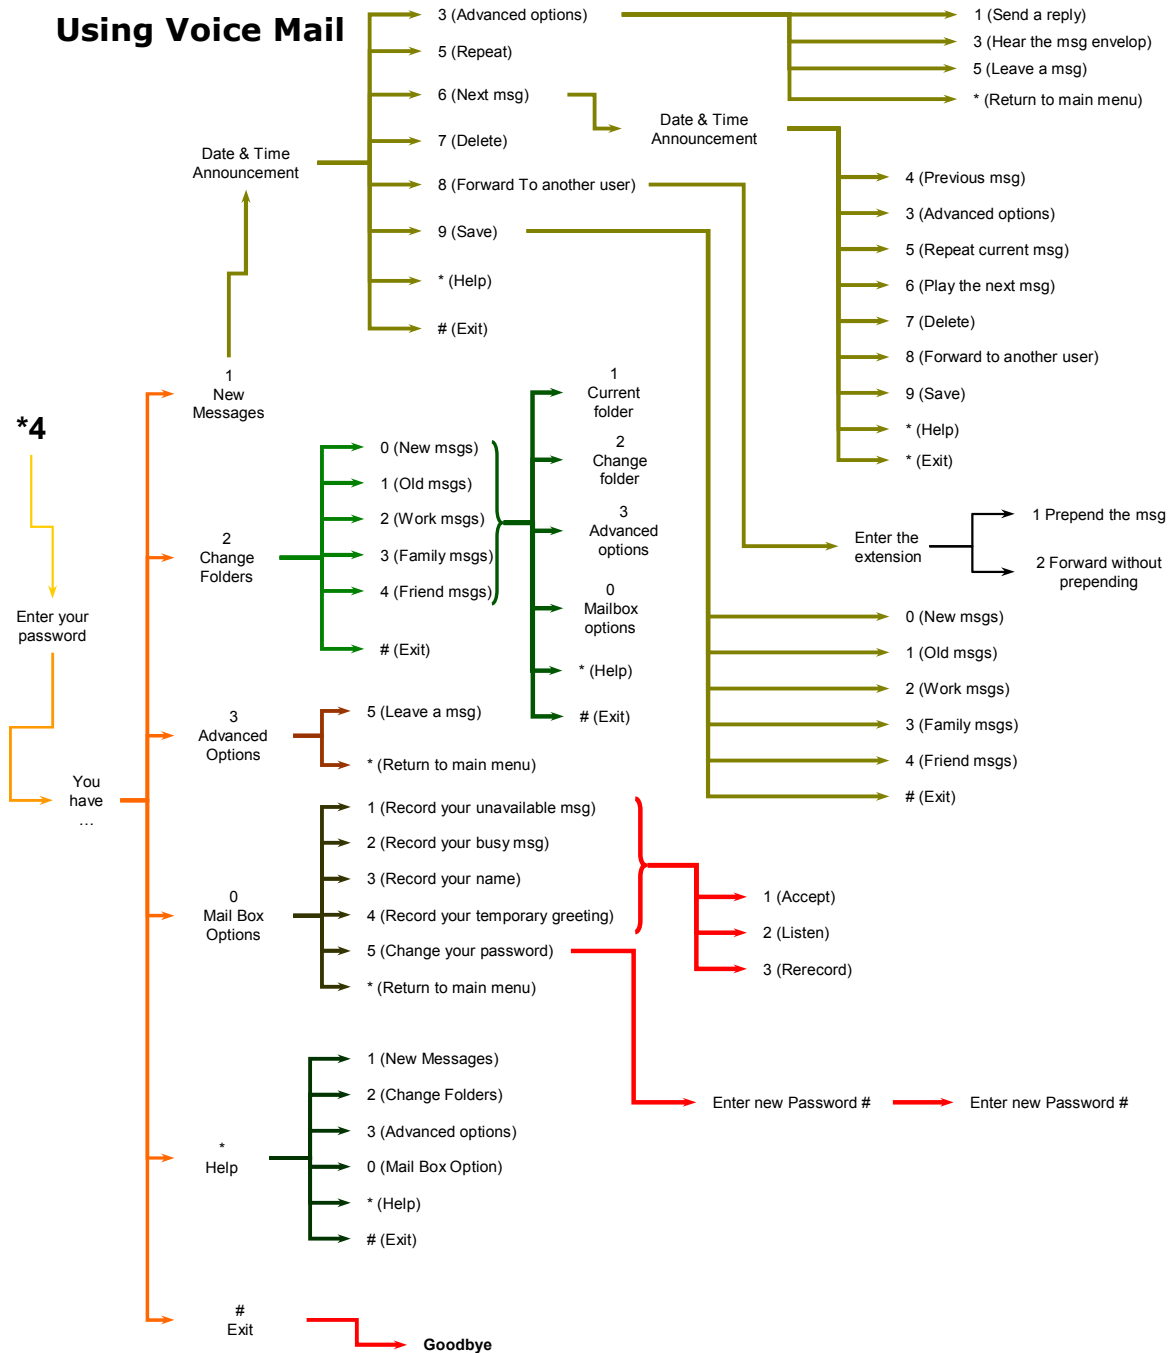 Using Voice Mail
3 (Advanced options)
5 (Repeat)
6 (Next msg)
7 (Delete)
8 (Forward To another user)
9 (Save)
* (Help)
# (Exit)
1 (Send a reply)
3 (Hear the msg envelop)
5 (Leave a msg)
* (Return to main menu)
Date & Time
Announcement
Date & Time
Announcement
4 (Previous msg)
3 (Advanced options)
5 (Repeat current msg)
6 (Play the next msg)
7 (Delete)
8 (Forward to another user)
9 (Save)
* (Help)
* (Exit)
1
New
Messages
*4
Enter your
password
You
have
...
2
Change
Folders
0 (New msgs)
1 (Old msgs)
2 (Work msgs)
3 (Family msgs)
4 (Friend msgs)
# (Exit)
1
Current
folder
2
Change
folder
3
Advanced
options
0
Mailbox
options
* (Help)
# (Exit)
Enter the
extension
1 Prepend the msg
2 Forward without
prepending
0 (New msgs)
1 (Old msgs)
2 (Work msgs)
3 (Family msgs)
4 (Friend msgs)
# (Exit)
3
Advanced
Options
5 (Leave a msg)
* (Return to main menu)
0
Mail Box
Options
1 (Record your unavailable msg)
2 (Record your busy msg)
3 (Record your name)
4 (Record your temporary greeting)
5 (Change your password)
* (Return to main menu)
1 (Accept)
2 (Listen)
3 (Rerecord)
Enter new Password #
Enter new Password #
*
Help
1 (New Messages)
2 (Change Folders)
3 (Advanced options)
0 (Mail Box Option)
* (Help)
# (Exit)
#
Exit
Goodbye